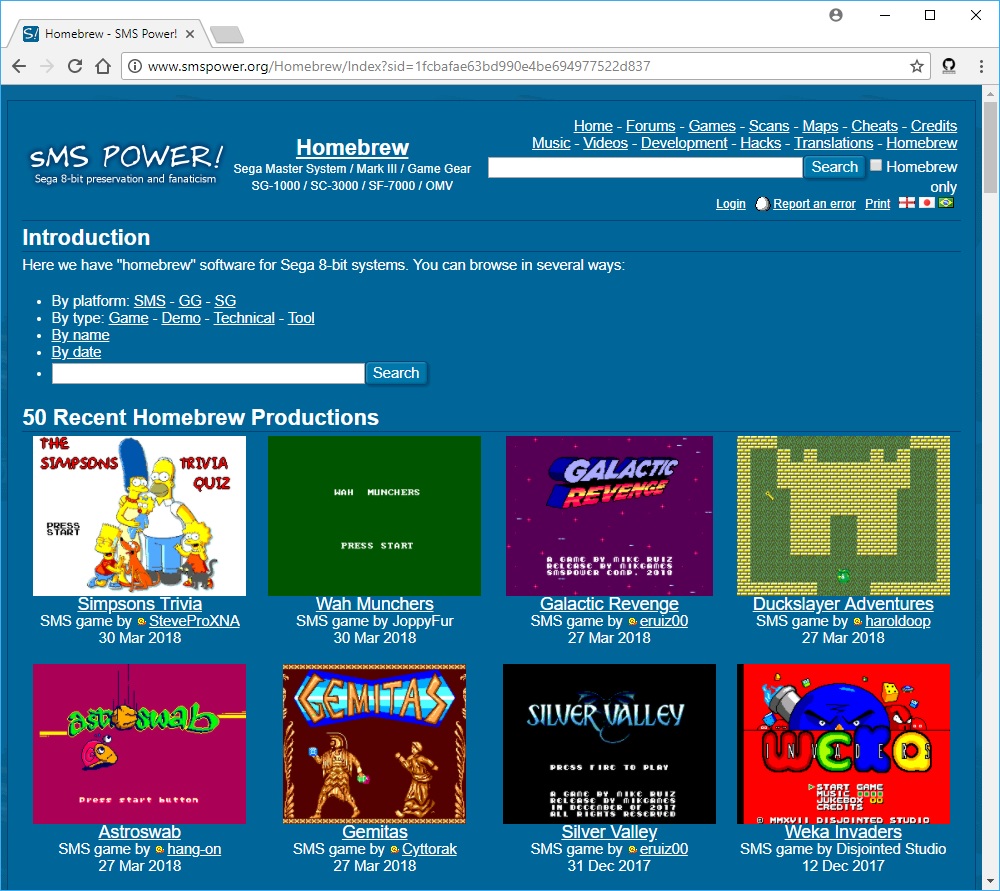 Homebrew - SMS Power!
www.smspower.org/Homebrew/Index?sid=1fcbafae63bd990e4be694977522d837
SMS POWER!
Sega 8-bit preservation and fanaticism
Homebrew
Sega Master System / Mark III / Game Gear
SG-1000 / SC-3000 / SF-7000 / OMV
Home - Forums - Games - Scans - Maps - Cheats - Credits
Music - Videos - Development - Hacks - Translations - Homebrew
Search Homebrew only
Login Report an error Print
Introduction
Here we have "homebrew" software for Sega 8-bit systems. You can browse in several ways:
• By platform: SMS - GG - SG
• By type: Game - Demo - Technical - Tool
• By name
• By date
• Search
50 Recent Homebrew Productions
THE SIMPSONS TRIVIA QUIZ
PRESS START
WAH MUNCHERS
PRESS START
GALACTIC REVENGE
A GAME BY MIKE RUIZ
RELEASE BY MIKGAMES
SMSPOWER COMP. 2018
Simpsons Trivia
SMS game by SteveProXNA
30 Mar 2018
Wah Munchers
SMS game by JoppyFur
30 Mar 2018
Galactic Revenge
SMS game by eruiz00
27 Mar 2018
Duckslayer Adventures
SMS game by haroldoop
27 Mar 2018
astroswab
Press start button
GEMITAS
SILVER VALLEY
PRESS FIRE TO PLAY
A GAME BY MIKE RUIZ
RELEASE BY MIKGAMES
IN DECEMBER OF 2017
ALL RIGHTS RESERVED
WEKA
INVADERS
START GAME
MUSIC
JUKEBOX 00
CREDITS
© MMXVII DISJOINTED STUDIO
Astroswab
SMS game by hang-on
27 Mar 2018
Gemitas
SMS game by Cyttorak
27 Mar 2018
Silver Valley
SMS game by eruiz00
31 Dec 2017
Weka Invaders
SMS game by Disjointed Studio
12 Dec 2017